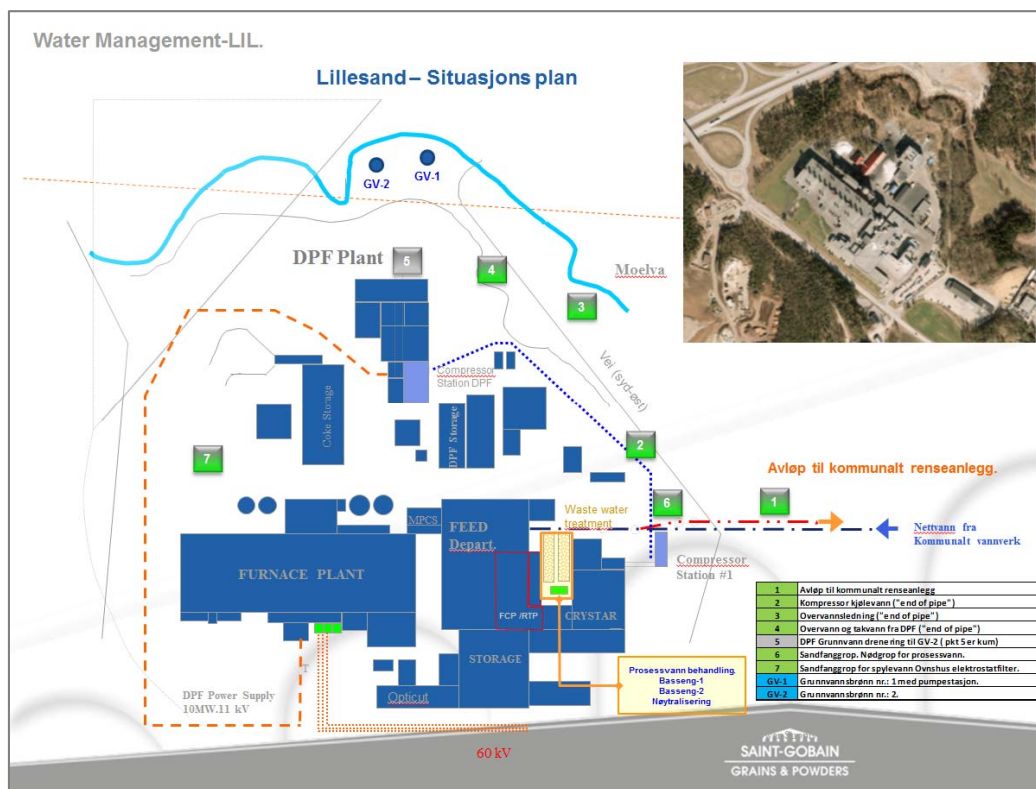 Water Management-LIL.
Lillesand – Situasjons plan
GV-2
GV-1
DPF Plant
5
4
Moelva
3
Compressor
Station DPF
Vei (syd-øst)
Coke Storage
DPF Storage
7
2
6
1
Avløp til kommunalt renseanlegg.
MPCS
FEED
Depart.
Waste water
treatment
Nettvann fra
Kommunalt vannverk
Compressor
Station #1
FURNACE PLANT
FCP /RTP
CRYSTAR
STORAGE
Opticut
T
DPF Power Supply
10MW.11 kV
60 kV
Prosessvann behandling.
Basseng-1
Basseng-2
Nøytralisering
1 Avløp til kommunalt renseanlegg
2 Kompressor kjølevann ("end of pipe")
3 Overvannsledning ("end of pipe")
4 Overvann og takvann fra DPF ("end of pipe")
5 DPF Grunnvann drenering til GV-2 ( pkt 5 er kum)
6 Sandfanggrop. Nødgrop for prosessvann.
7 Sandfanggrop for spylevann Ovnshus elektrostatfilter.
GV-1 Grunnvannsbrønn nr.: 1 med pumpestasjon.
GV-2 Grunnvannsbrønn nr.: 2.
SAINT-GOBAIN
GRAINS & POWDERS